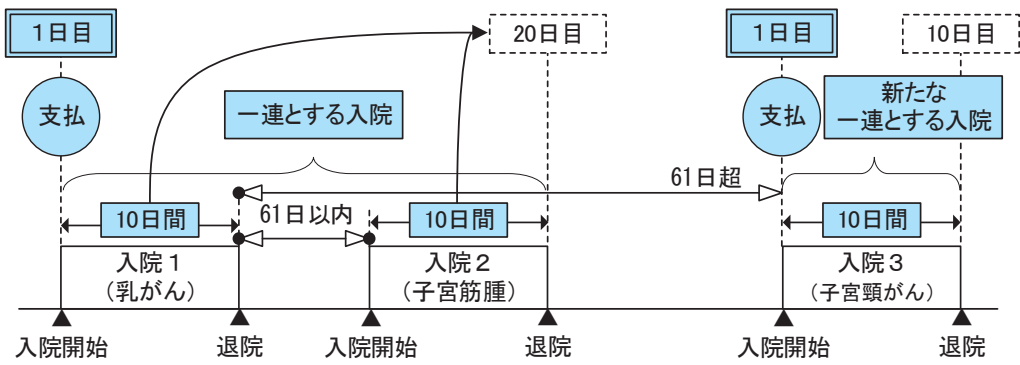 1日目
20日目
1日目
10日目
支払
一連とする入院
支払
新たな
一連とする入院
61日超
10日間
61日以内
10日間
10日間
入院1
(乳がん)
入院2
(子宮筋腫)
入院3
(子宮頸がん)
入院開始
退院
入院開始
退院
入院開始
退院